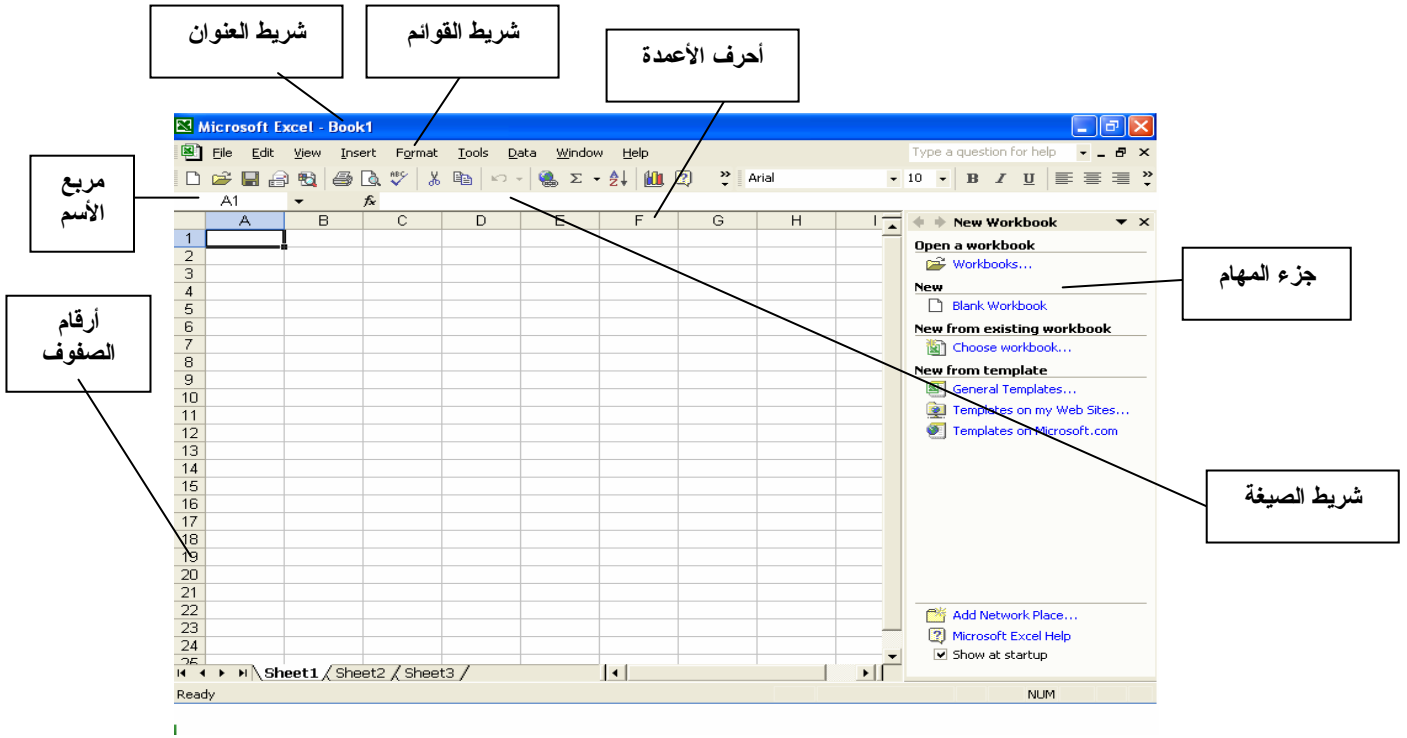 شريط العنوان
شريط القوائم
أحرف الأعمدة
Microsoft Excel - Book1
File Edit View Insert Format Tools Data Window Help
Type a question for help
Arial 10 B I U
مربع
الأسم
A1 fx
A B C D E F G H I
New Workbook
Open a workbook
Workbooks...
New
Blank Workbook
New from existing workbook
Choose workbook...
New from template
General Templates...
Templates on my Web Sites...
Templates on Microsoft.com
جزء المهام
أرقام
الصفوف
شريط الصيغة
1
2
3
4
5
6
7
8
9
10
11
12
13
14
15
16
17
18
19
20
21
22
23
24
25
Add Network Place...
Microsoft Excel Help
Show at startup
Sheet1 Sheet2 Sheet3
Ready NUM